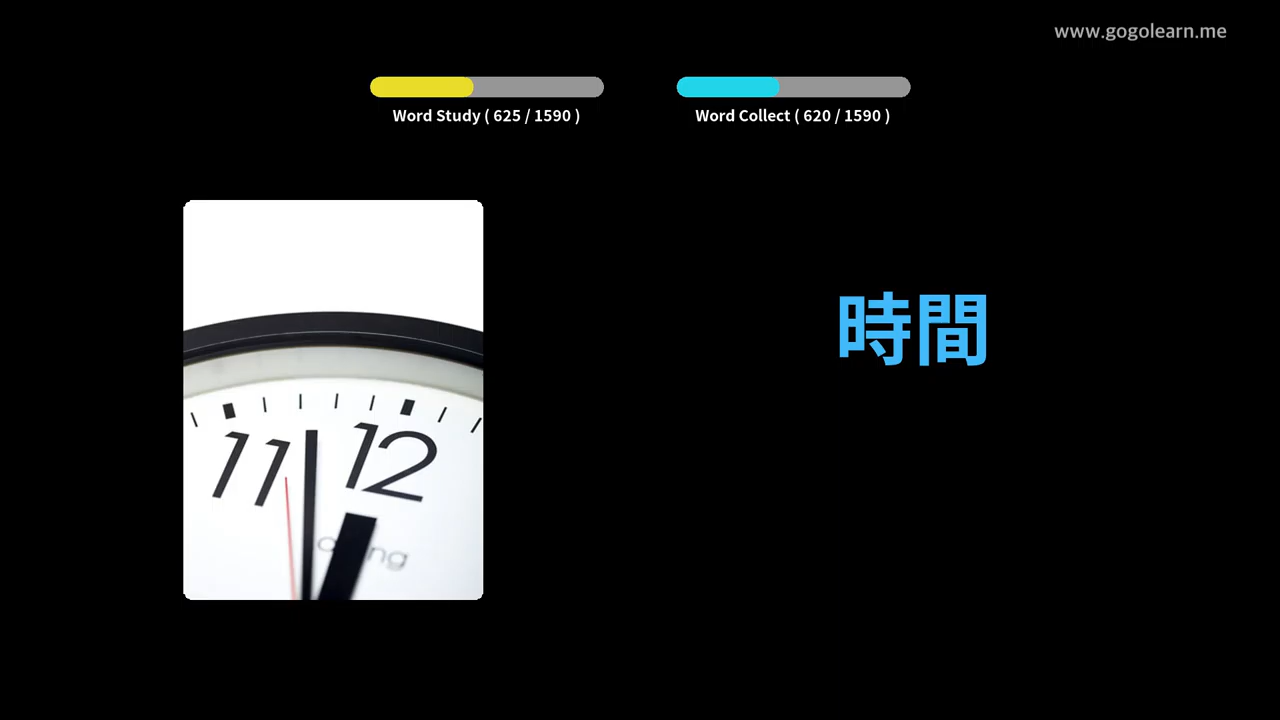 www.gogolearn.me
Word Study ( 625 / 1590 )
Word Collect ( 620 / 1590 )
時間
11
12